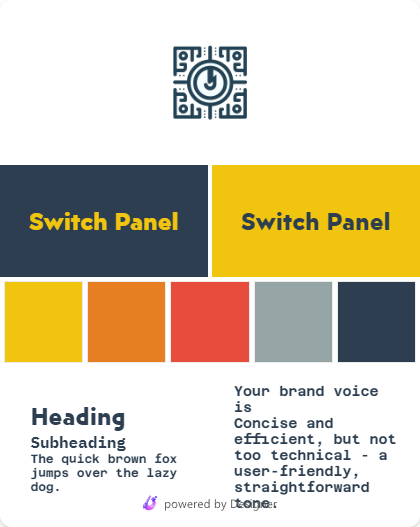 Switch Panel
Switch Panel
Heading
Subheading
The quick brown fox
jumps over the lazy
dog.
Your brand voice
is
Concise and
efficient, but not
too technical - a
user-friendly,
straightforward
tone.
powered by Designer